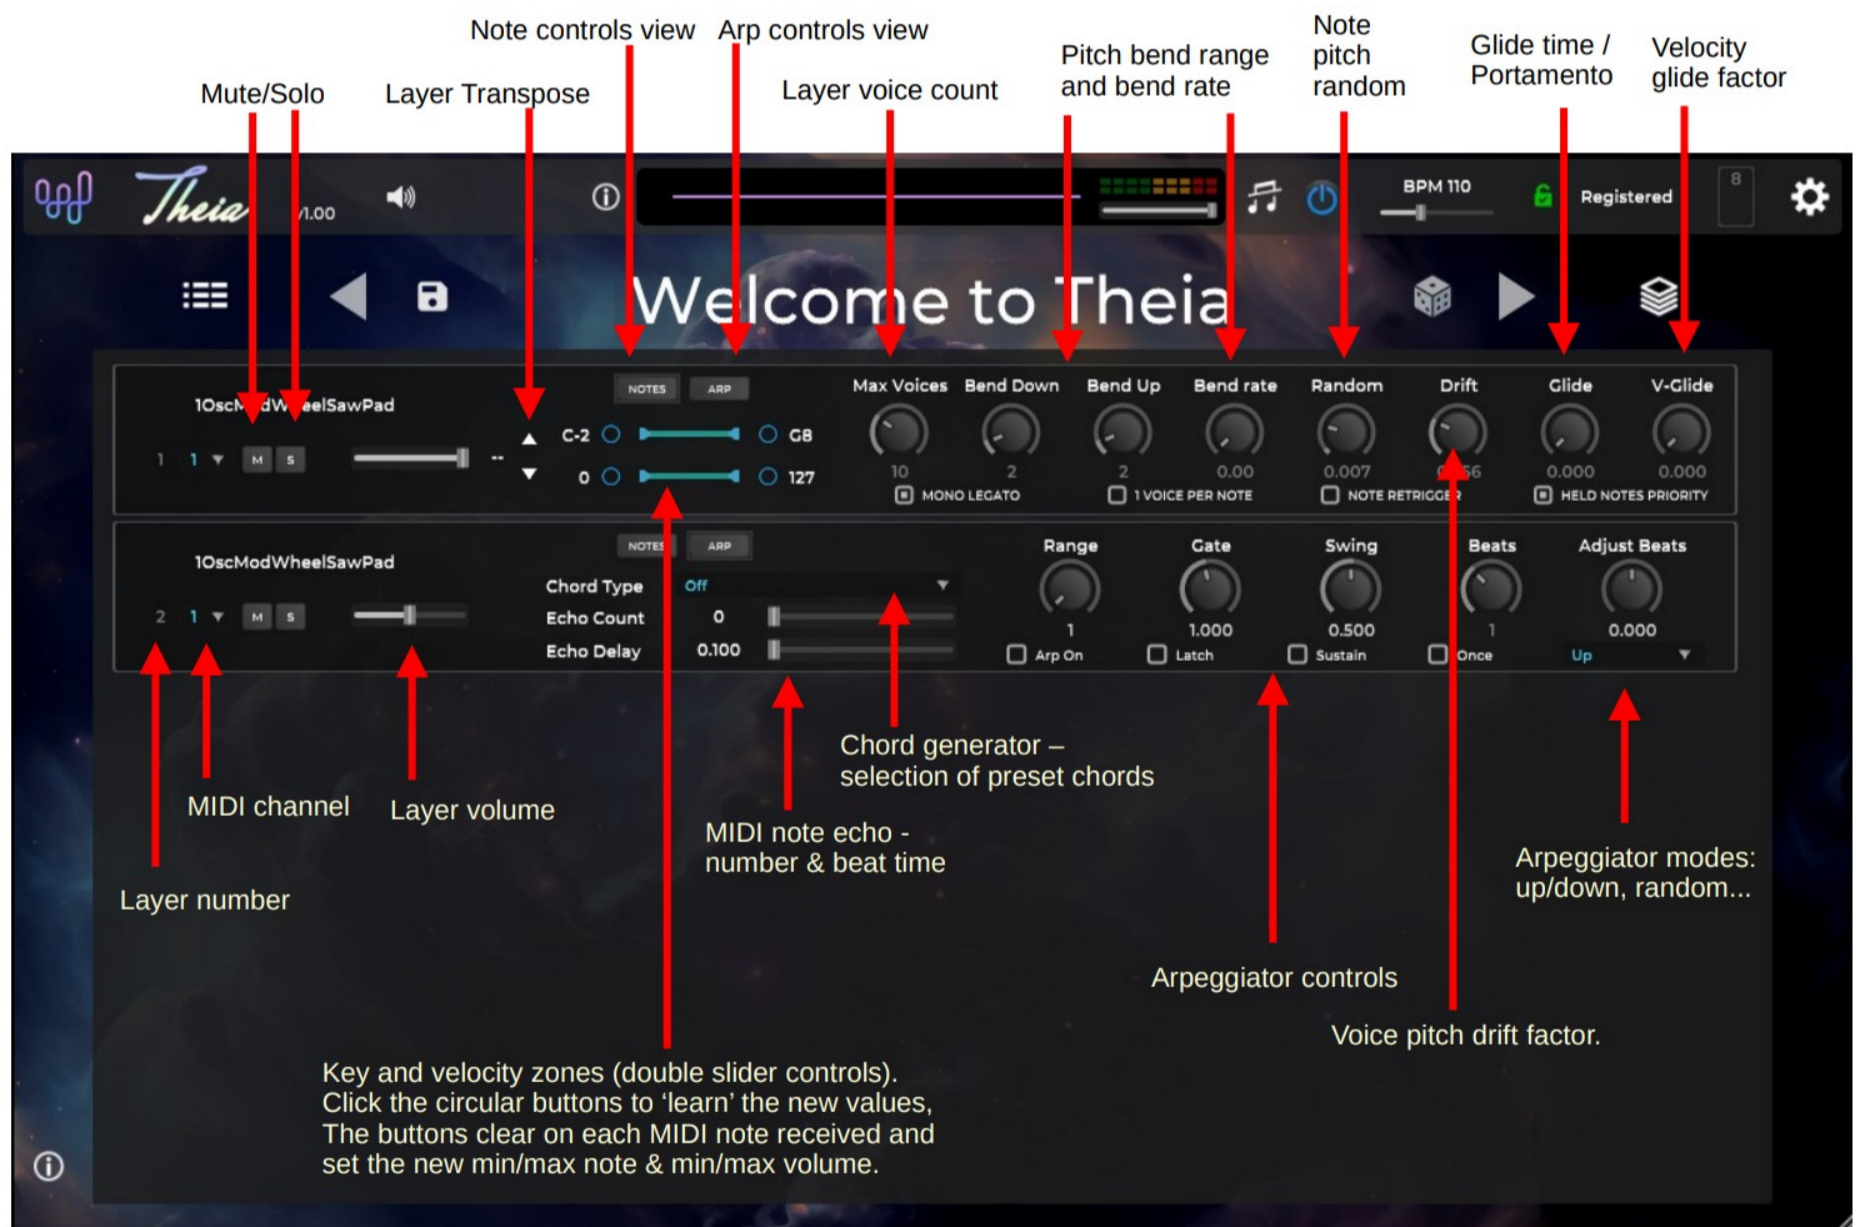 Note controls view
Arp controls view
Note
pitch
random
Pitch bend range
and bend rate
Glide time /
Portamento
Velocity
glide factor
Mute/Solo
Layer Transpose
Layer voice count
Theia
v1.00
BPM 110
Registered
8
Welcome to Theia
1OscModWheelSawPad
1 1 M S
--
NOTES ARP
C-2 G8
0 127
Max Voices Bend Down Bend Up Bend rate Random Drift Glide V-Glide
10 2 2 0.00 0.007 0.000 0.000
MONO LEGATO 1 VOICE PER NOTE NOTE RETRIGGER HELD NOTES PRIORITY
1OscModWheelSawPad
2 1 M S
NOTES ARP
Chord Type Off
Echo Count 0
Echo Delay 0.100
Range Gate Swing Beats Adjust Beats
1 1.000 0.500 1 0.000
Arp On Latch Sustain Once Up
Chord generator –
selection of preset chords
MIDI channel
Layer volume
MIDI note echo -
number & beat time
Arpeggiator modes:
up/down, random...
Layer number
Arpeggiator controls
Voice pitch drift factor.
Key and velocity zones (double slider controls).
Click the circular buttons to ‘learn’ the new values,
The buttons clear on each MIDI note received and
set the new min/max note & min/max volume.